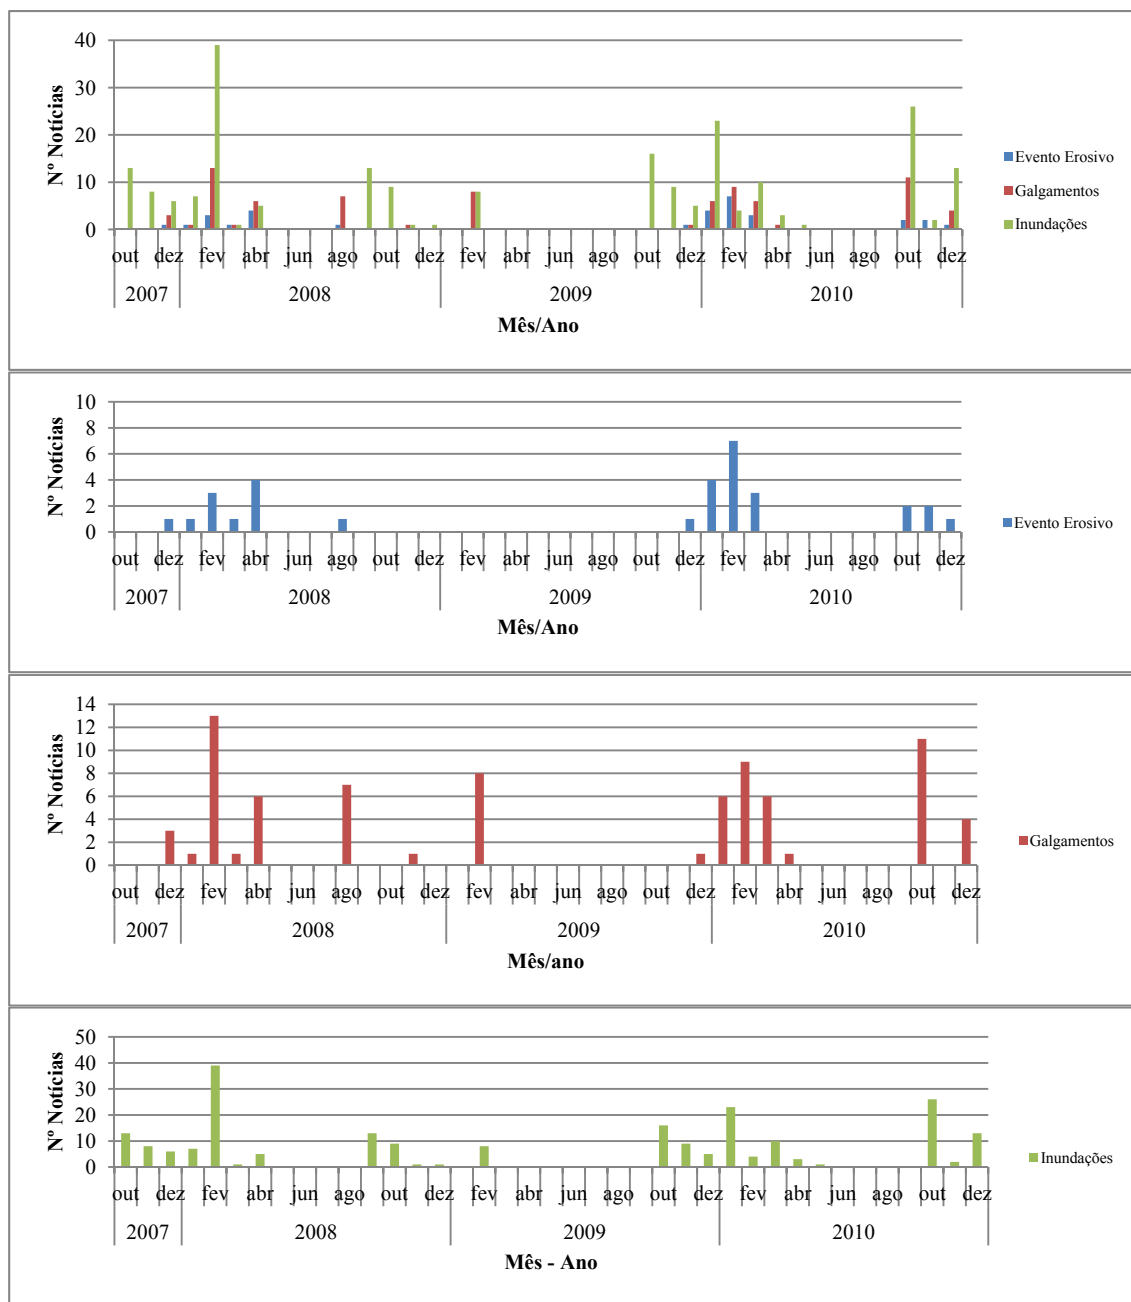 40
30
20
10
0
Nº Notícias
out dez fev abr jun ago out dez fev abr jun ago out dez fev abr jun ago out dez
2007 2008 2009 2010
Mês/Ano
Evento Erosivo
Galgamentos
Inundações
10
8
6
4
2
0
Nº Notícias
out dez fev abr jun ago out dez fev abr jun ago out dez fev abr jun ago out dez
2007 2008 2009 2010
Mês/Ano
Evento Erosivo
14
12
10
8
6
4
2
0
Nº Notícias
out dez fev abr jun ago out dez fev abr jun ago out dez fev abr jun ago out dez
2007 2008 2009 2010
Mês/ano
Galgamentos
50
40
30
20
10
0
Nº Notícias
out dez fev abr jun ago out dez fev abr jun ago out dez fev abr jun ago out dez
2007 2008 2009 2010
Mês - Ano
Inundações